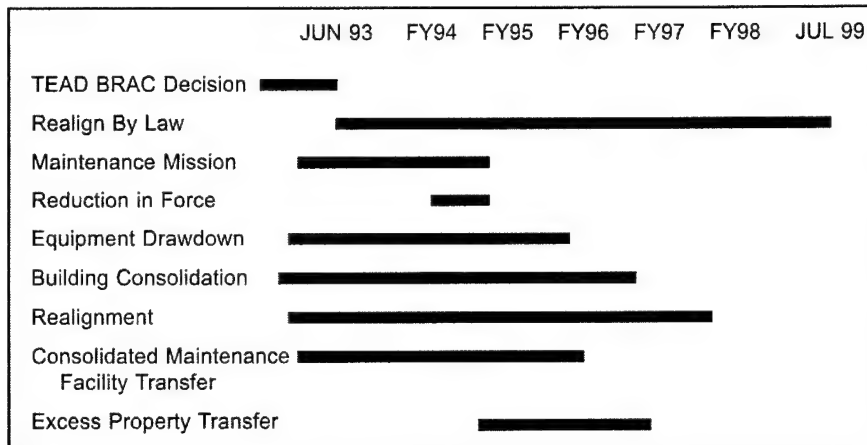 JUN 93 FY94 FY95 FY96 FY97 FY98 JUL 99
TEAD BRAC Decision
Realign By Law
Maintenance Mission
Reduction in Force
Equipment Drawdown
Building Consolidation
Realignment
Consolidated Maintenance
Facility Transfer
Excess Property Transfer